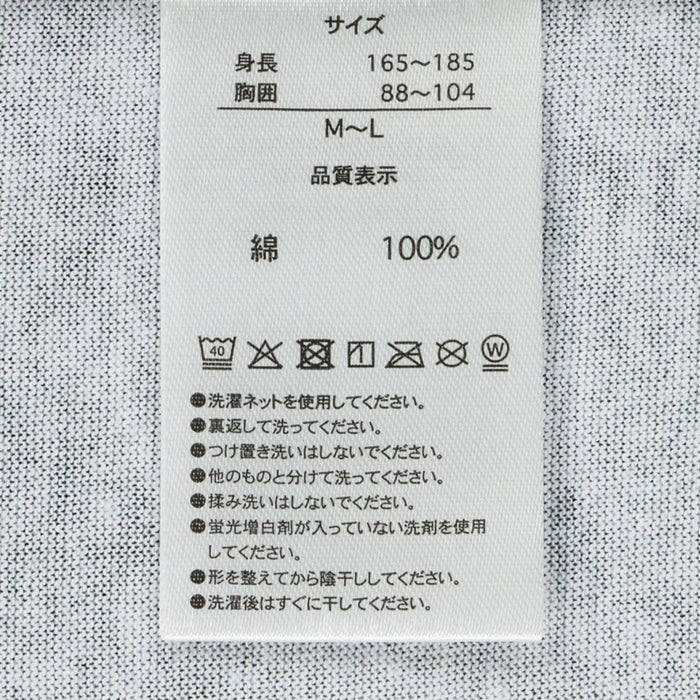 サイズ
身長 165～185
胸囲 88～104
M～L
品質表示
綿 100%
40 W
●洗濯ネットを使用してください。
●裏返して洗ってください。
●つけ置き洗いはしないでください。
●他のものと分けて洗ってください。
●揉み洗いはしないでください。
●蛍光増白剤が入っていない洗剤を使用
してください。
●形を整えてから陰干ししてください。
●洗濯後はすぐに干してください。